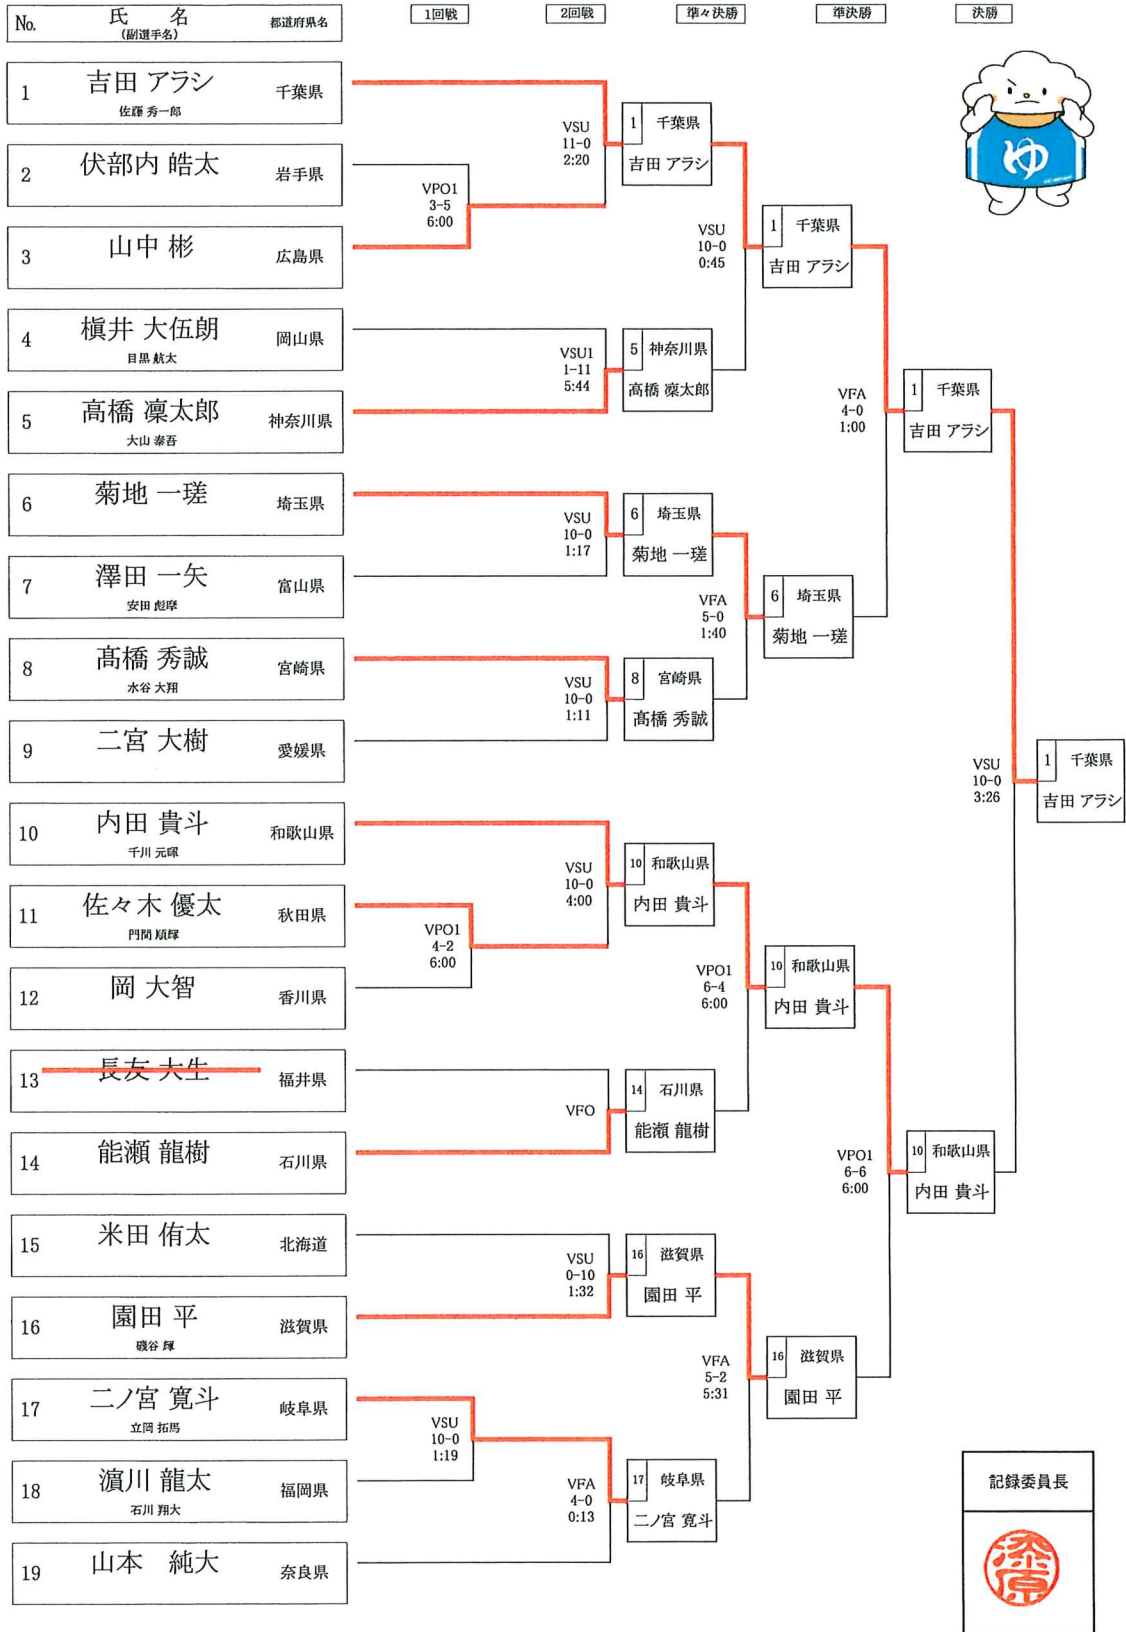 No.
氏　名
(副選手名)
都道府県名
1回戦
2回戦
準々決勝
準決勝
決勝
1
吉田 アラシ
佐藤 秀一郎
千葉県
2
伏部内 皓太
岩手県
3
山中 彬
広島県
4
槇井 大伍朗
目黒 航太
岡山県
5
高橋 凜太郎
大山 泰吾
神奈川県
6
菊地 一瑳
埼玉県
7
澤田 一矢
安田 彪摩
富山県
8
髙橋 秀誠
水谷 大翔
宮崎県
9
二宮 大樹
愛媛県
10
内田 貴斗
千川 元暉
和歌山県
11
佐々木 優太
門間 順輝
秋田県
12
岡 大智
香川県
13
長友 大生
福井県
14
能瀬 龍樹
石川県
15
米田 侑太
北海道
16
園田 平
磯谷 輝
滋賀県
17
二ノ宮 寛斗
立岡 拓馬
岐阜県
18
濵川 龍太
石川 翔大
福岡県
19
山本　純大
奈良県
VPO1
3-5
6:00
VPO1
4-2
6:00
VSU
10-0
1:19
VSU
11-0
2:20
VSU1
1-11
5:44
VSU
10-0
1:17
VSU
10-0
1:11
VSU
10-0
4:00
VFO
VSU
0-10
1:32
VFA
4-0
0:13
1 千葉県
吉田 アラシ
5 神奈川県
高橋 凜太郎
6 埼玉県
菊地 一瑳
8 宮崎県
髙橋 秀誠
10 和歌山県
内田 貴斗
14 石川県
能瀬 龍樹
16 滋賀県
園田 平
17 岐阜県
二ノ宮 寛斗
VSU
10-0
0:45
VFA
5-0
1:40
VPO1
6-4
6:00
VFA
5-2
5:31
1 千葉県
吉田 アラシ
6 埼玉県
菊地 一瑳
10 和歌山県
内田 貴斗
16 滋賀県
園田 平
VFA
4-0
1:00
VPO1
6-6
6:00
1 千葉県
吉田 アラシ
10 和歌山県
内田 貴斗
VSU
10-0
3:26
1 千葉県
吉田 アラシ
ゆ
記録委員長
漆原